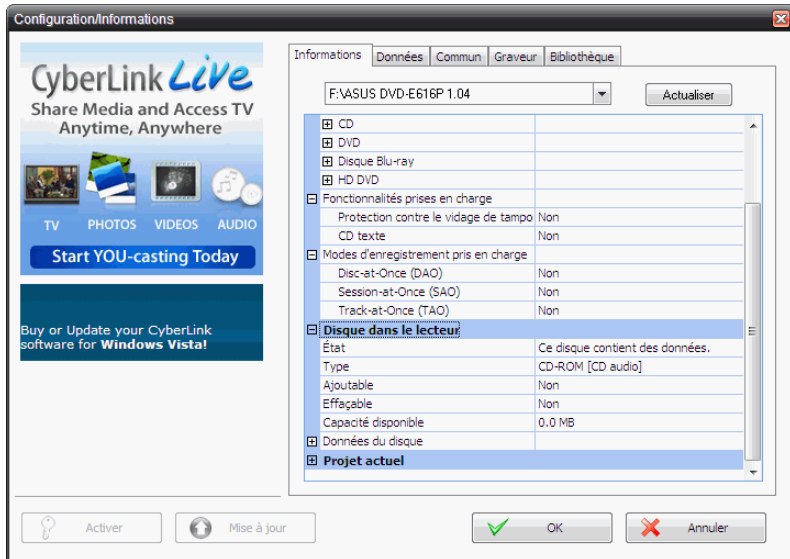 Configuration/Informations
CyberLink Live
Share Media and Access TV
Anytime, Anywhere
TV PHOTOS VIDEOS AUDIO
Start YOU-casting Today
Buy or Update your CyberLink
software for Windows Vista!
Informations Données Commun Graveur Bibliothèque
F:\ASUS DVD-E616P 1.04 Actualiser
CD
DVD
Disque Blu-ray
HD DVD
Fonctionnalités prises en charge
Protection contre le vidage de tampo Non
CD texte Non
Modes d'enregistrement pris en charge
Disc-at-Once (DAO) Non
Session-at-Once (SAO) Non
Track-at-Once (TAO) Non
Disque dans le lecteur
État Ce disque contient des données.
Type CD-ROM [CD audio]
Ajoutable Non
Effaçable Non
Capacité disponible 0.0 MB
Données du disque
Projet actuel
Activer Mise à jour OK Annuler